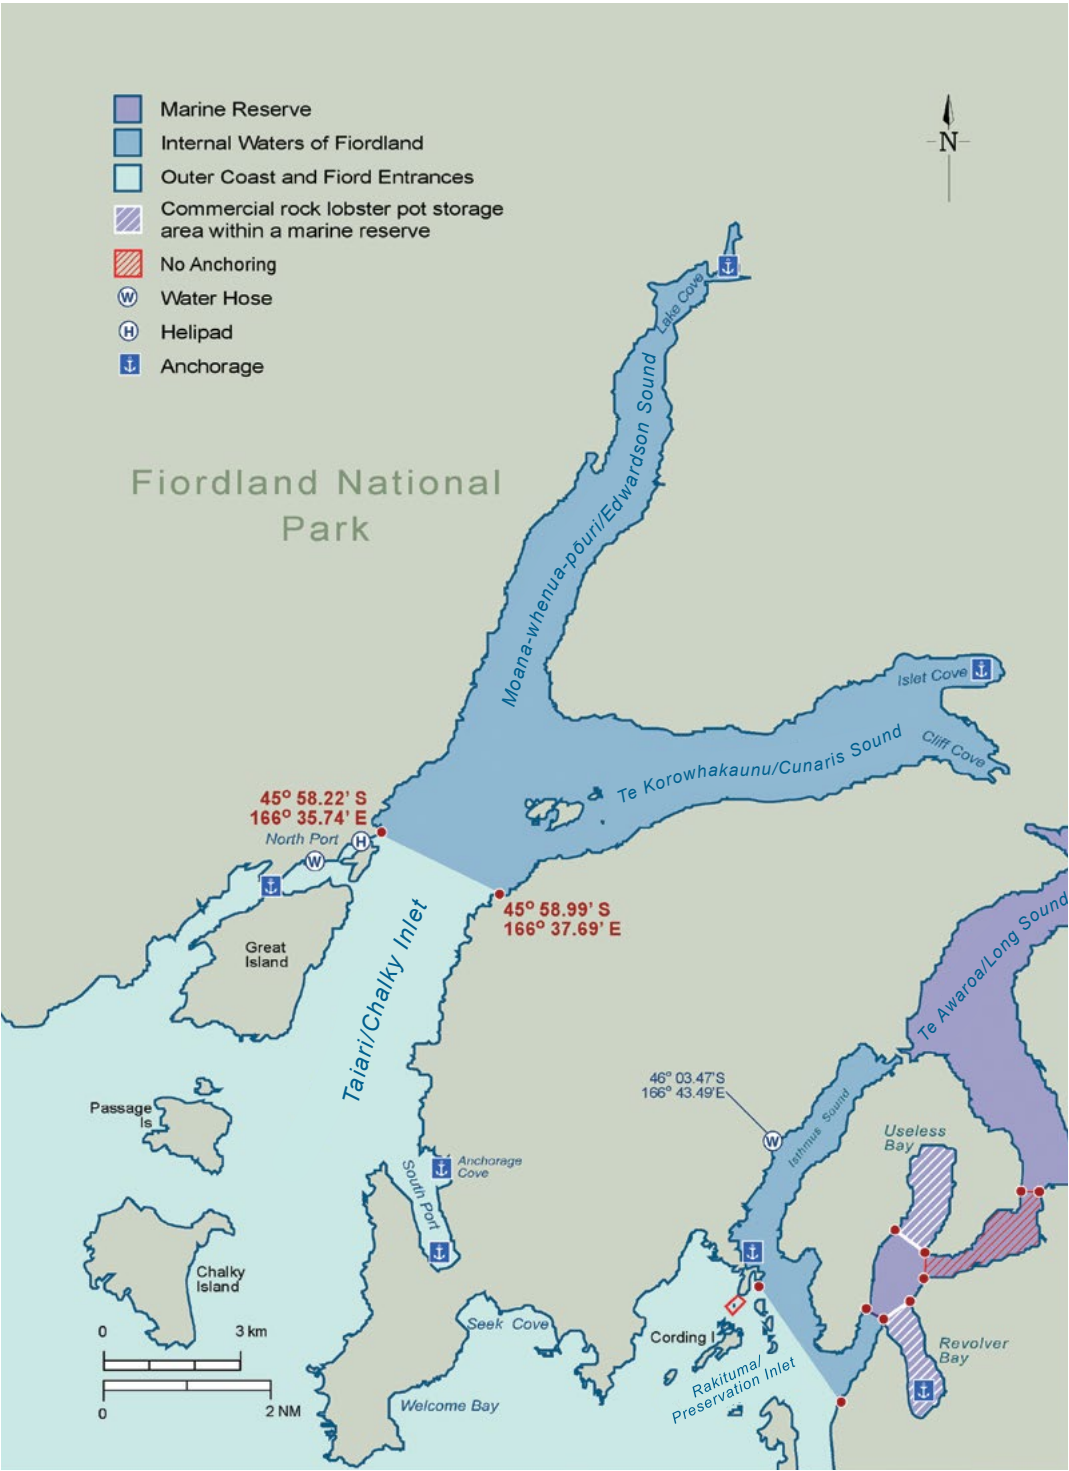 Marine Reserve
Internal Waters of Fiordland
Outer Coast and Fiord Entrances
Commercial rock lobster pot storage
area within a marine reserve
No Anchoring
W Water Hose
H Helipad
Anchorage
N
Fiordland National
Park
Lake Cove
Moana-whenua-pōuri/Edwardson Sound
Islet Cove
Cliff Cove
Te Korowhakaunu/Cunaris Sound
45° 58.22' S
166° 35.74' E
North Port
H
W
45° 58.99' S
166° 37.69' E
Great
Island
Taiari/Chalky Inlet
Te Awaroa/Long Sound
46° 03.47'S
166° 43.49'E
W
Isthmus Sound
Passage
Is
Useless
Bay
Anchorage
Cove
South Port
Chalky
Island
Seek Cove
Cording I
Revolver
Bay
Rakituma/
Preservation Inlet
Welcome Bay
0 3 km
0 2 NM